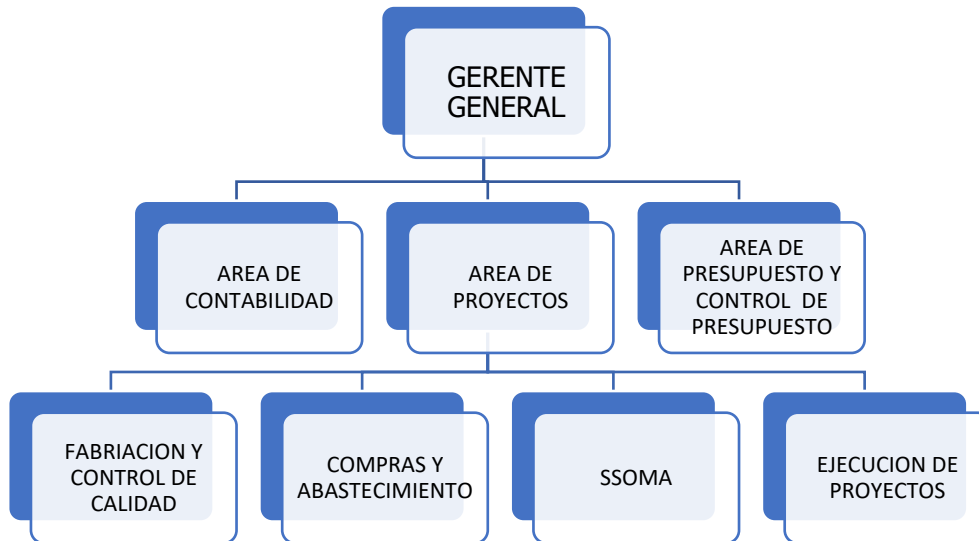 GERENTE
GENERAL
AREA DE
CONTABILIDAD
AREA DE
PROYECTOS
AREA DE
PRESUPUESTO Y
CONTROL DE
PRESUPUESTO
FABRIACION Y
CONTROL DE
CALIDAD
COMPRAS Y
ABASTECIMIENTO
SSOMA
EJECUCION DE
PROYECTOS